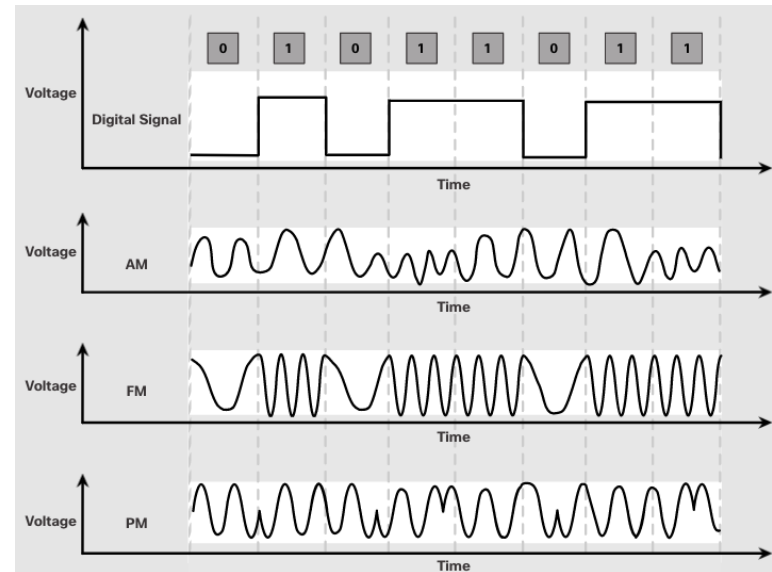 0 1 0 1 1 0 1 1
Voltage
Digital Signal
Time
Voltage
AM
Time
Voltage
FM
Time
Voltage
PM
Time